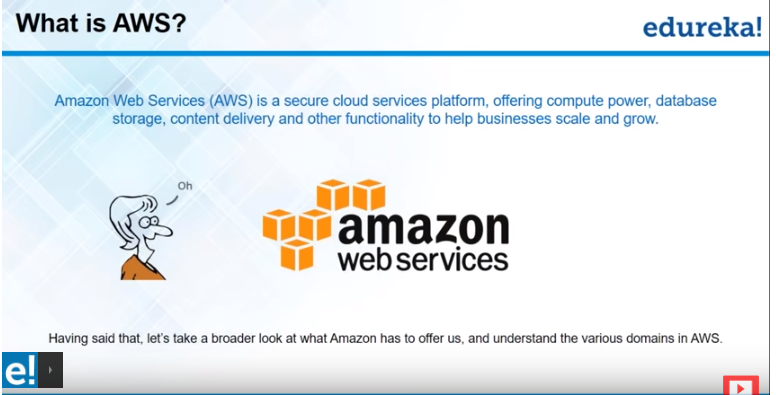 What is AWS?
edureka!
Amazon Web Services (AWS) is a secure cloud services platform, offering compute power, database
storage, content delivery and other functionality to help businesses scale and grow.
Oh
amazon
web services
Having said that, let's take a broader look at what Amazon has to offer us, and understand the various domains in AWS.
e!